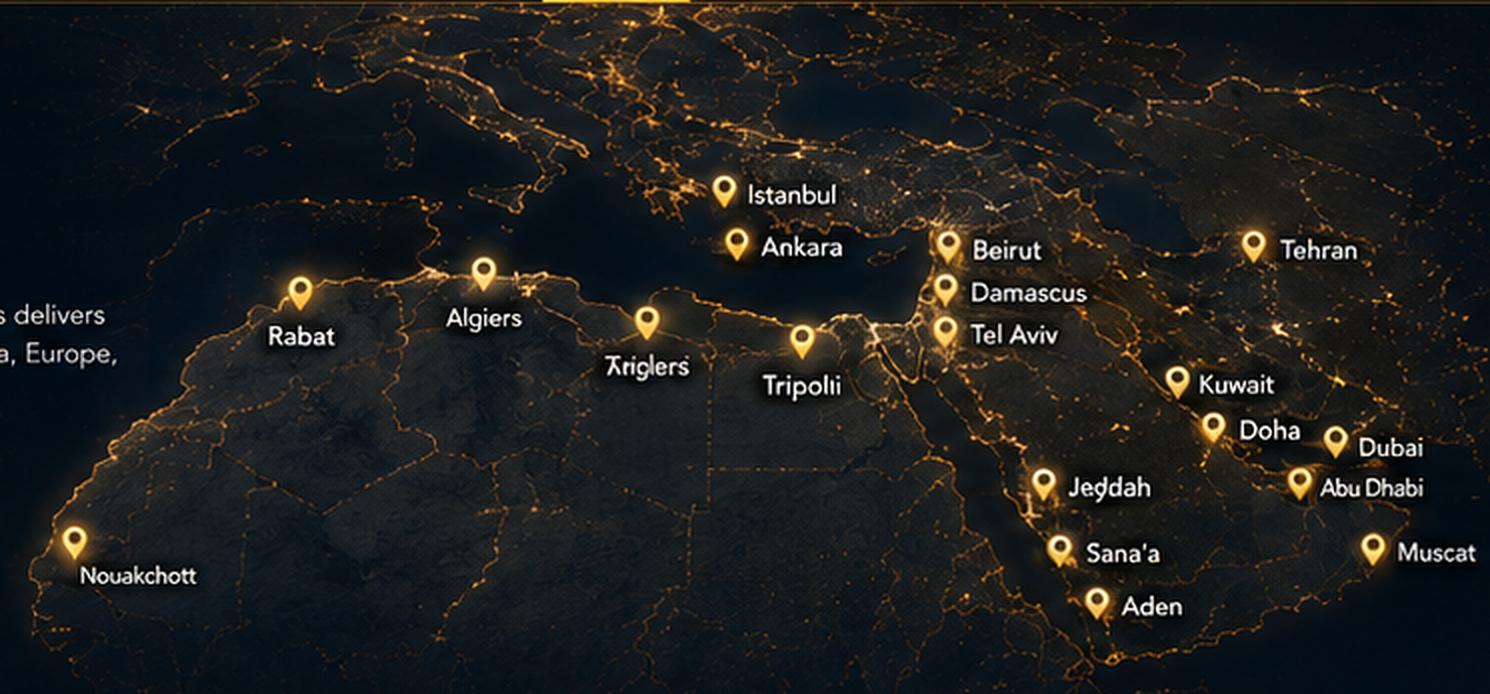 Istanbul
Ankara
Beirut
Tehran
Damascus
Tel Aviv
s delivers
a, Europe,
Rabat
Algiers
Tripolii
Kuwait
Doha
Dubai
Abu Dhabi
Sana'a
Muscat
Nouakchott
Aden